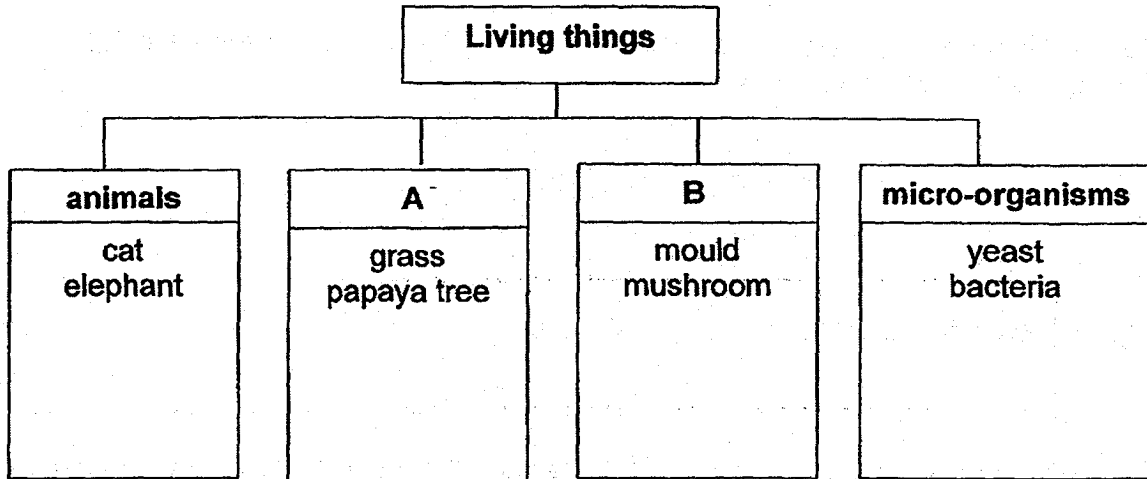 Living things
animals
A
B
micro-organisms
cat
elephant
grass
papaya tree
mould
mushroom
yeast
bacteria